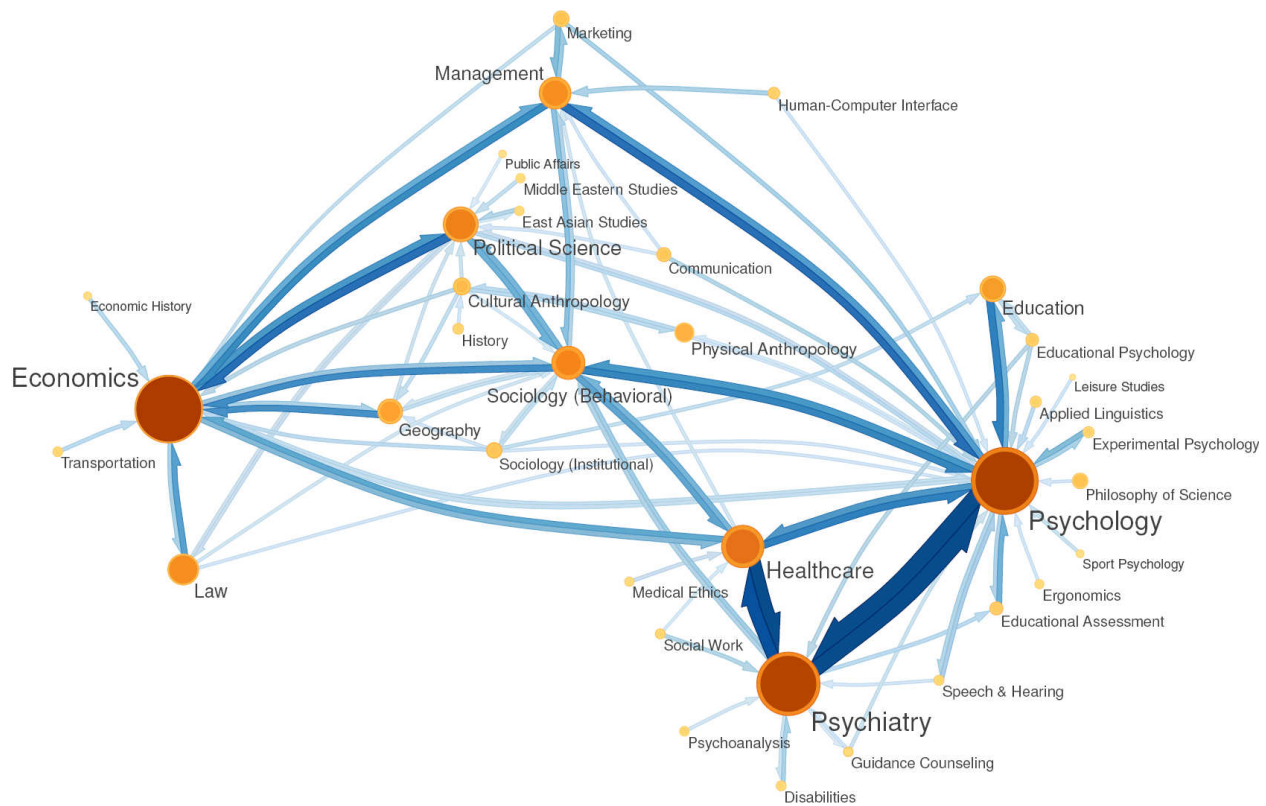 Marketing
Management
Human-Computer Interface
Public Affairs
Middle Eastern Studies
East Asian Studies
Political Science
Communication
Cultural Anthropology
Economic History
Education
History
Physical Anthropology
Educational Psychology
Economics
Leisure Studies
Sociology (Behavioral)
Applied Linguistics
Geography
Experimental Psychology
Transportation
Sociology (Institutional)
Philosophy of Science
Psychology
Sport Psychology
Healthcare
Law
Medical Ethics
Ergonomics
Educational Assessment
Social Work
Speech & Hearing
Psychiatry
Psychoanalysis
Guidance Counseling
Disabilities